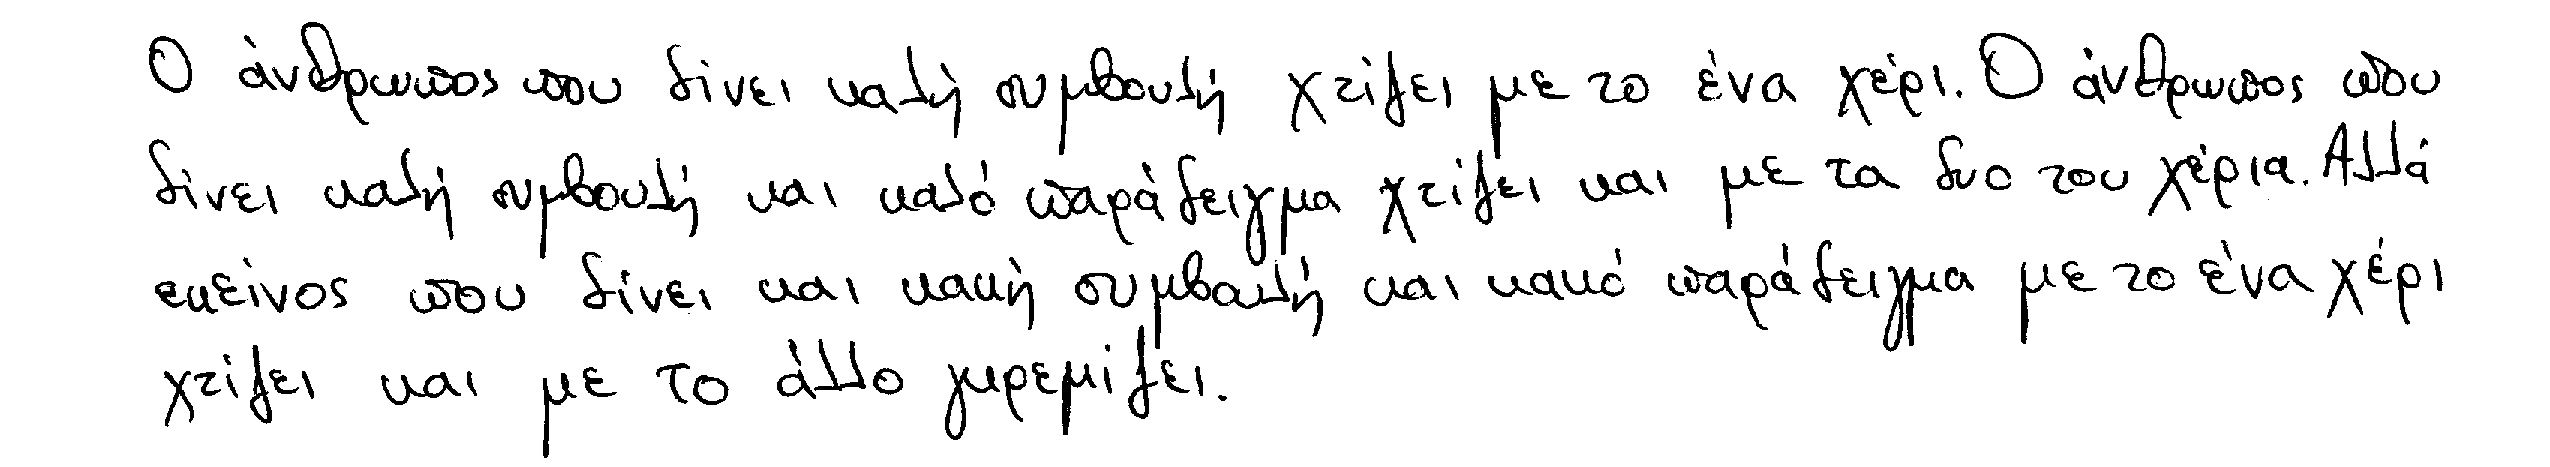 Ο άνθρωπος που δίνει καλή συμβουλή χτίζει με το ένα χέρι. Ο άνθρωπος που
δίνει καλή συμβουλή και καλό παράδειγμα χτίζει και με τα δυο του χέρια. Αλλά
εκείνος που δίνει και κακή συμβουλή και κακό παράδειγμα με το ένα χέρι
χτίζει και με το άλλο γκρεμίζει.